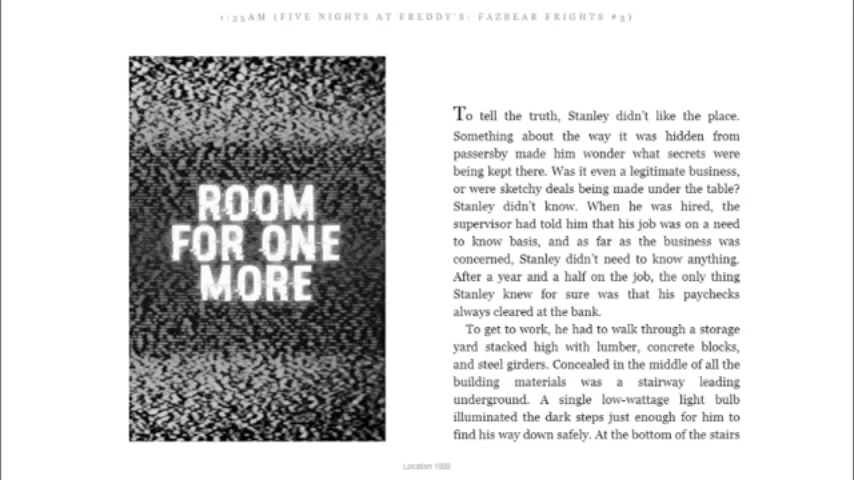 1:35AM (FIVE NIGHTS AT FREDDY'S: FAZBEAR FRIGHTS #3)
ROOM
FOR ONE
MORE
To tell the truth, Stanley didn't like the place.
Something about the way it was hidden from
passersby made him wonder what secrets were
being kept there. Was it even a legitimate business,
or were sketchy deals being made under the table?
Stanley didn't know. When he was hired, the
supervisor had told him that his job was on a need
to know basis, and as far as the business was
concerned, Stanley didn't need to know anything.
After a year and a half on the job, the only thing
Stanley knew for sure was that his paychecks
always cleared at the bank.
To get to work, he had to walk through a storage
yard stacked high with lumber, concrete blocks,
and steel girders. Concealed in the middle of all the
building materials was a stairway leading
underground. A single low-wattage light bulb
illuminated the dark steps just enough for him to
find his way down safely. At the bottom of the stairs
Location